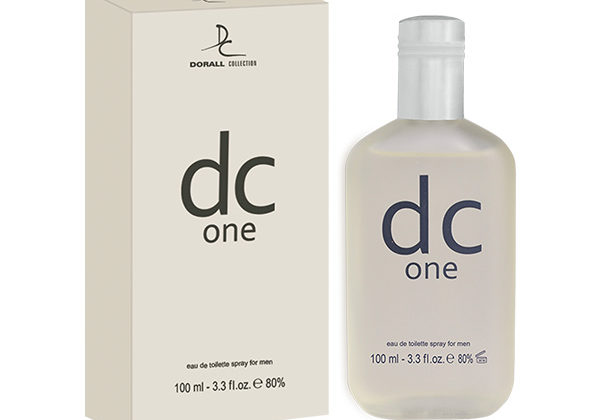 DC
DORALL COLLECTION
dc
one
eau de toilette spray for men
100 ml - 3.3 fl.oz. ℮ 80%
dc
one
eau de toilette spray for men
100 ml - 3.3 fl.oz. ℮ 80%